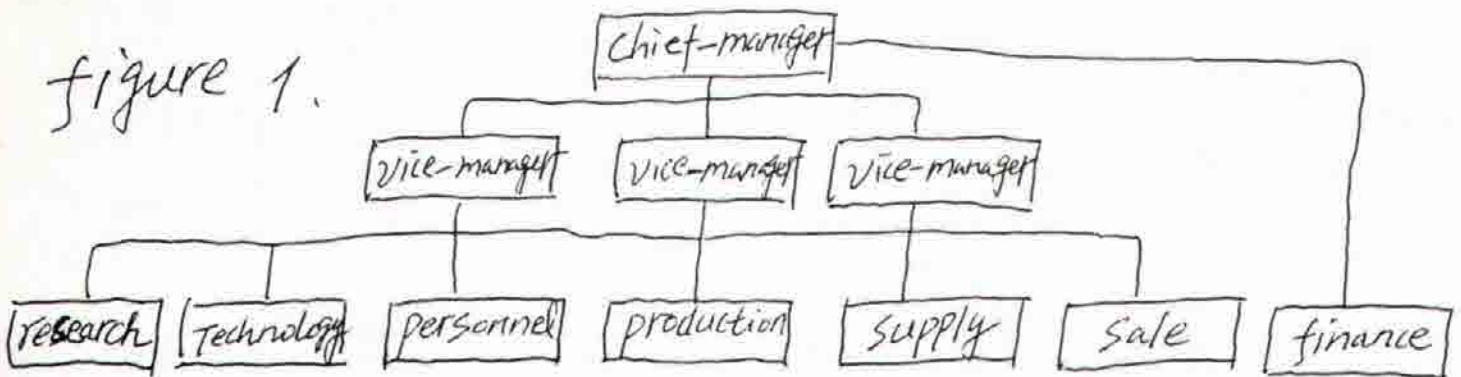 chief-manager
figure 1.
vice-manager vice-manager vice-manager
research Technology personnel production supply sale finance